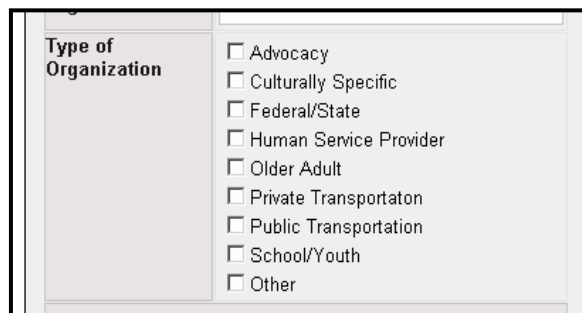 Type of
Organization
Advocacy
Culturally Specific
Federal/State
Human Service Provider
Older Adult
Private Transportaton
Public Transportation
School/Youth
Other